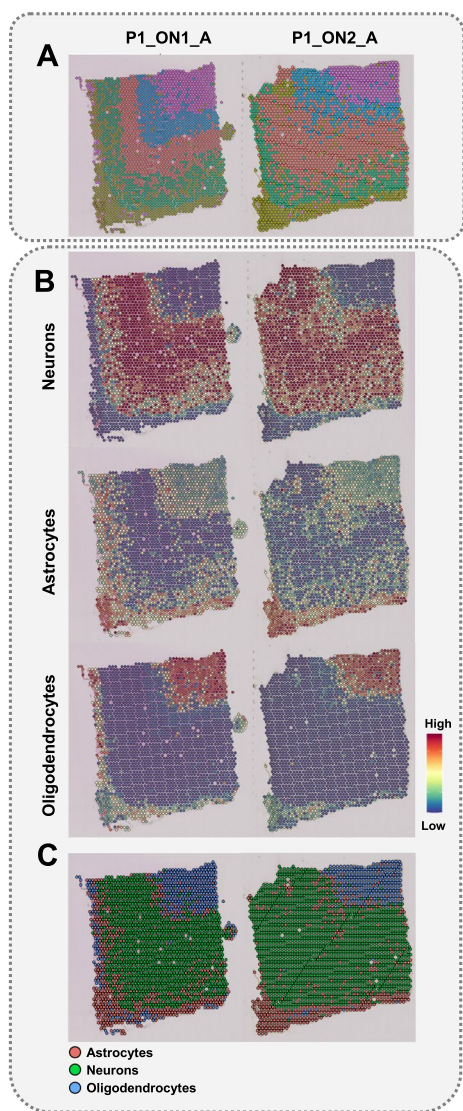 P1_ON1_A
P1_ON2_A
A
B
Neurons
Astrocytes
Oligodendrocytes
High
Low
C
Astrocytes
Neurons
Oligodendrocytes